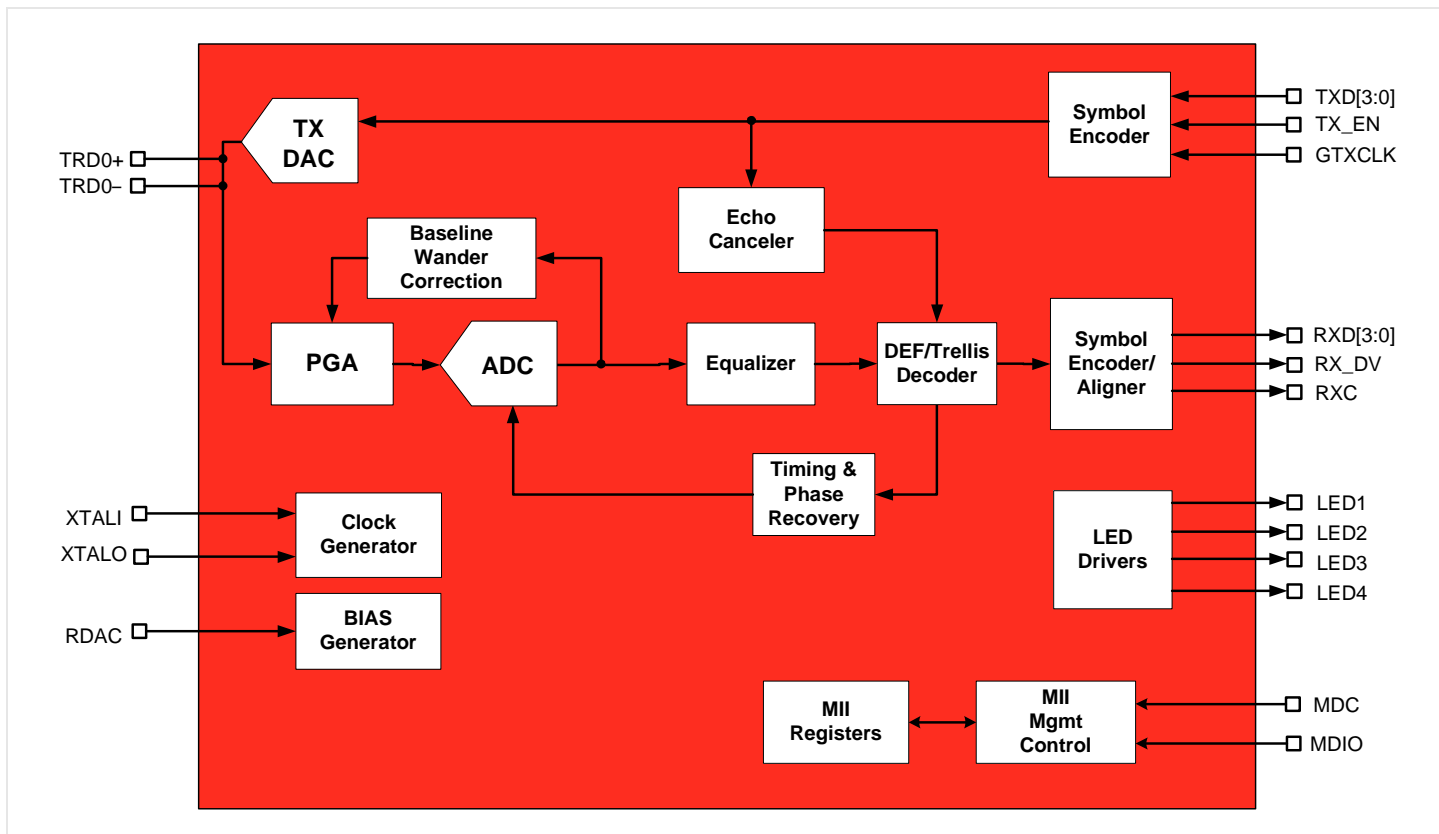 TXD[3:0]
TX_EN
GTXCLK
Symbol
Encoder
TX
DAC
TRD0+
TRD0–
Echo
Canceler
Baseline
Wander
Correction
PGA
ADC
Equalizer
DEF/Trellis
Decoder
Symbol
Encoder/
Aligner
RXD[3:0]
RX_DV
RXC
Timing &
Phase
Recovery
XTALI
XTALO
Clock
Generator
LED
Drivers
LED1
LED2
LED3
LED4
RDAC
BIAS
Generator
MII
Registers
MII
Mgmt
Control
MDC
MDIO